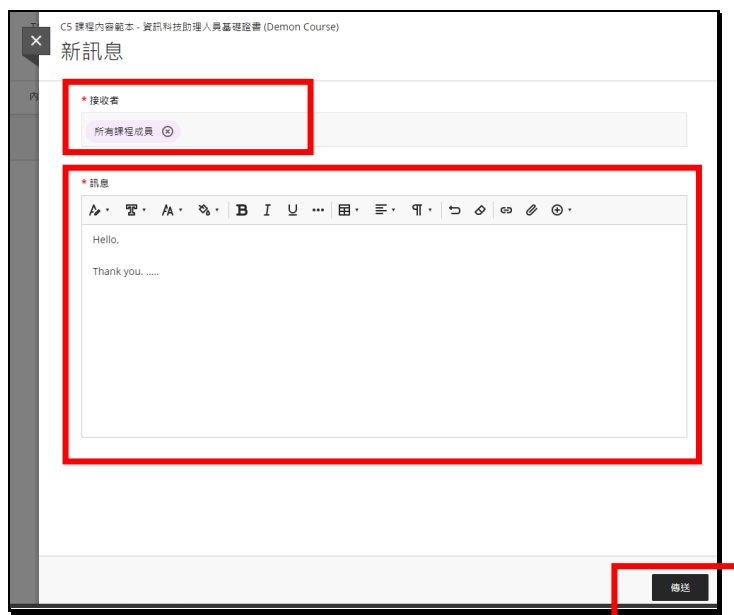 C5 課程內容範本 - 資訊科技助理人員基礎證書 (Demon Course)
新訊息
* 接收者
所有課程成員
* 訊息
Hello,
Thank you. .....
傳送